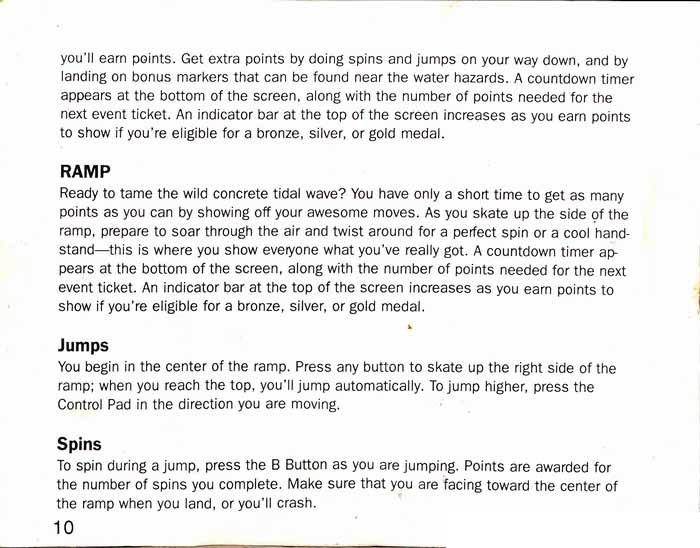 you'll earn points. Get extra points by doing spins and jumps on your way down, and by
landing on bonus markers that can be found near the water hazards. A countdown timer
appears at the bottom of the screen, along with the number of points needed for the
next event ticket. An indicator bar at the top of the screen increases as you earn points
to show if you're eligible for a bronze, silver, or gold medal.
RAMP
Ready to tame the wild concrete tidal wave? You have only a short time to get as many
points as you can by showing off your awesome moves. As you skate up the side of the
ramp, prepare to soar through the air and twist around for a perfect spin or a cool hand-
stand—this is where you show everyone what you've really got. A countdown timer ap-
pears at the bottom of the screen, along with the number of points needed for the next
event ticket. An indicator bar at the top of the screen increases as you earn points to
show if you're eligible for a bronze, silver, or gold medal.
Jumps
You begin in the center of the ramp. Press any button to skate up the right side of the
ramp; when you reach the top, you'll jump automatically. To jump higher, press the
Control Pad in the direction you are moving.
Spins
To spin during a jump, press the B Button as you are jumping. Points are awarded for
the number of spins you complete. Make sure that you are facing toward the center of
the ramp when you land, or you'll crash.
10